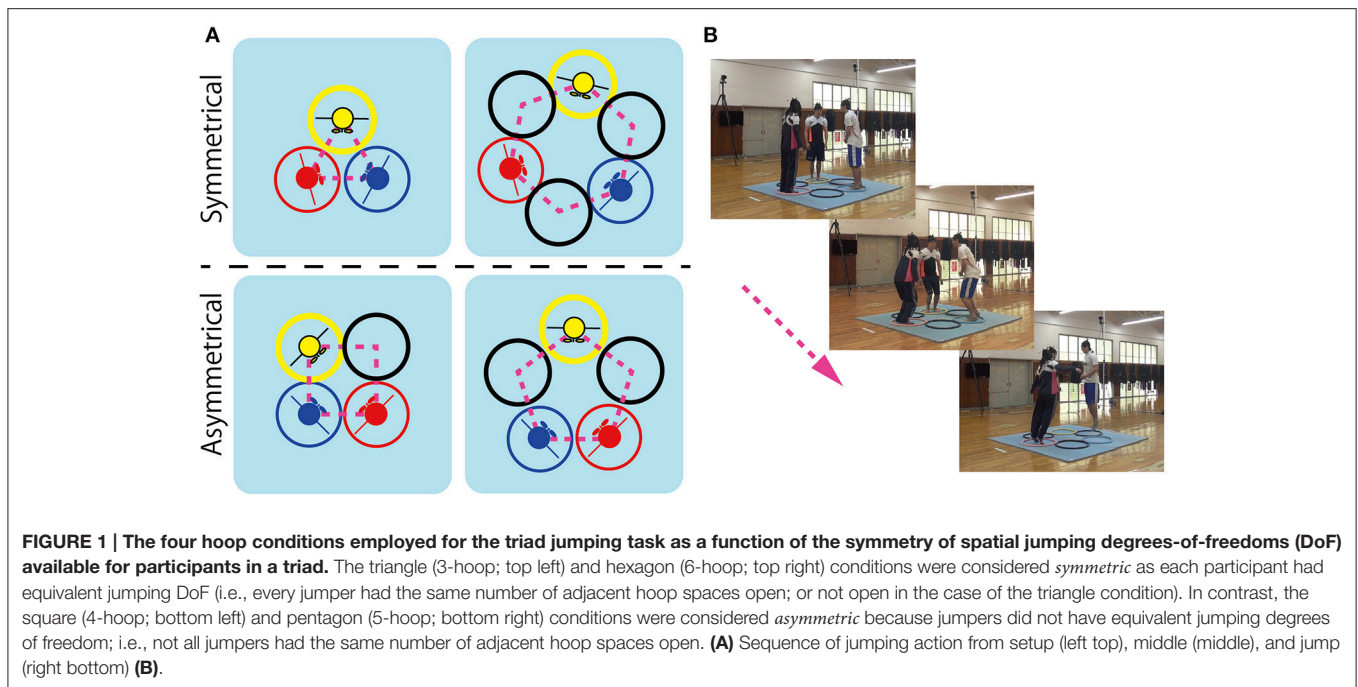 A
B
Symmetrical
Asymmetrical
FIGURE 1 | The four hoop conditions employed for the triad jumping task as a function of the symmetry of spatial jumping degrees-of-freedoms (DoF)
available for participants in a triad. The triangle (3-hoop; top left) and hexagon (6-hoop; top right) conditions were considered symmetric as each participant had
equivalent jumping DoF (i.e., every jumper had the same number of adjacent hoop spaces open; or not open in the case of the triangle condition). In contrast, the
square (4-hoop; bottom left) and pentagon (5-hoop; bottom right) conditions were considered asymmetric because jumpers did not have equivalent jumping degrees
of freedom; i.e., not all jumpers had the same number of adjacent hoop spaces open. (A) Sequence of jumping action from setup (left top), middle (middle), and jump
(right bottom) (B).